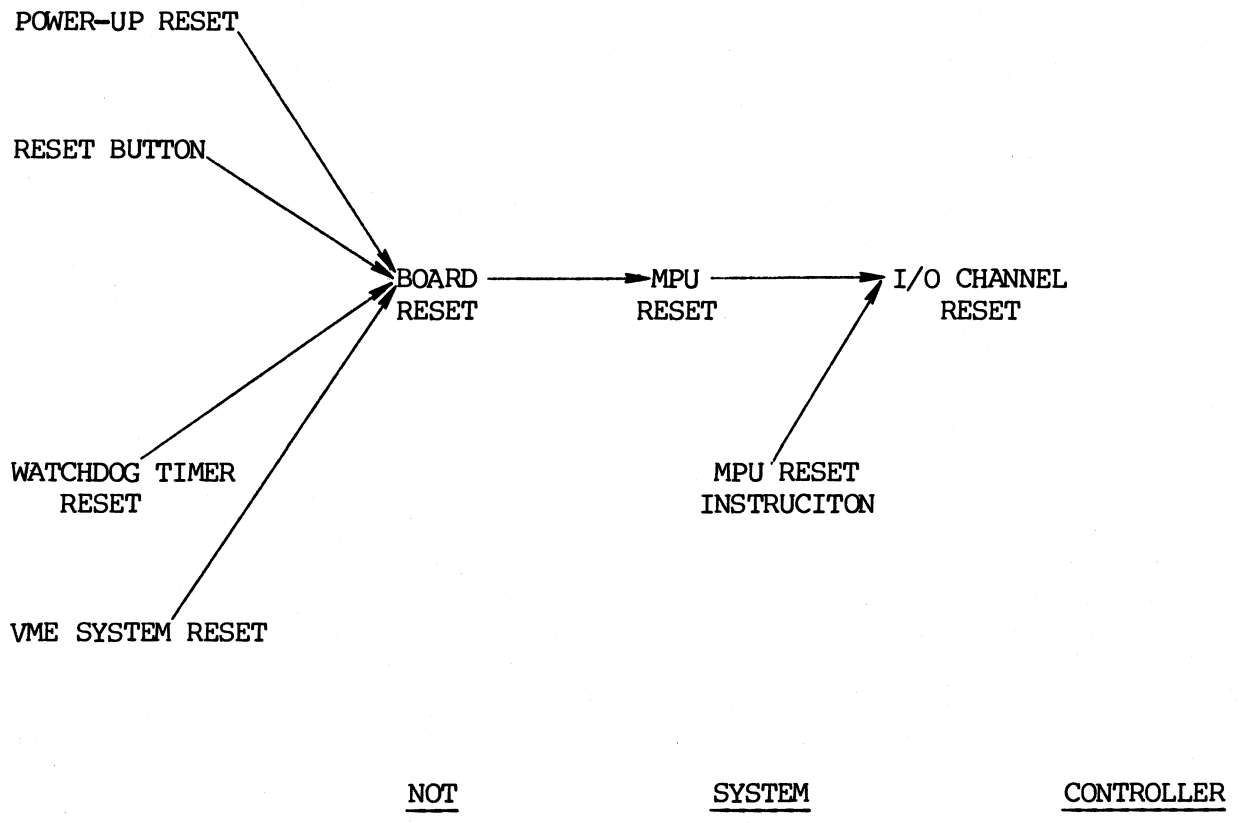 POWER-UP RESET
RESET BUTTON
BOARD
RESET
MPU
RESET
I/O CHANNEL
RESET
WATCHDOG TIMER
RESET
MPU RESET
INSTRUCITON
VME SYSTEM RESET
NOT SYSTEM CONTROLLER